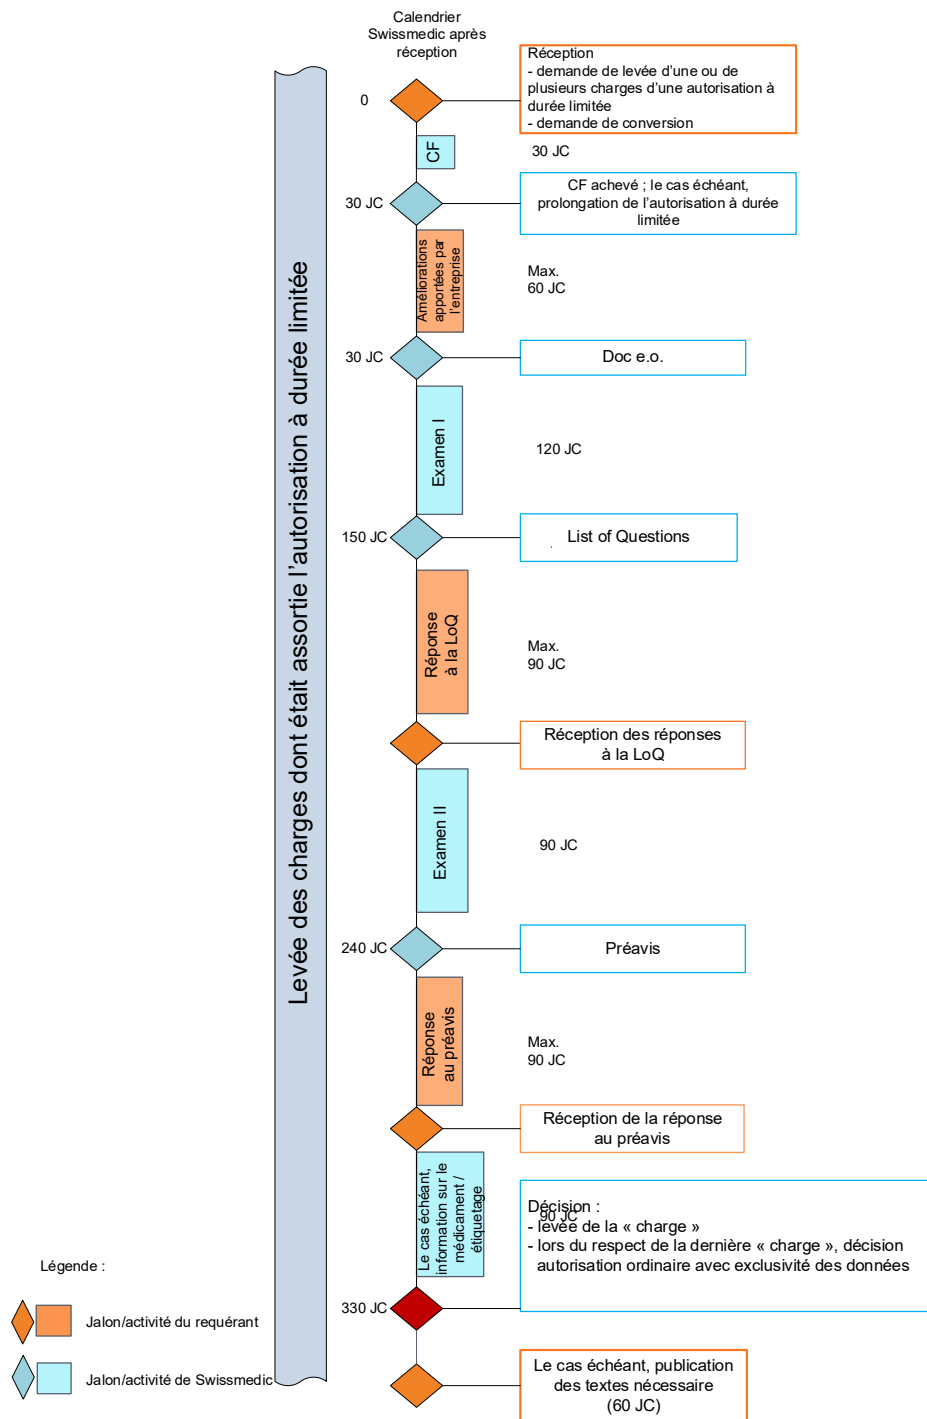 Calendrier
Swissmedic après
réception
Levée des charges dont était assortie l'autorisation à durée limitée
0
Réception
- demande de levée d'une ou de
plusieurs charges d'une autorisation à
durée limitée
- demande de conversion
CF
30 JC
30 JC
CF achevé ; le cas échéant,
prolongation de l'autorisation à durée
limitée
Améliorations
apportées par
l'entreprise
Max.
60 JC
30 JC
Doc e.o.
Examen I
120 JC
150 JC
List of Questions
.
Réponse
à la LoQ
Max.
90 JC
Réception des réponses
à la LoQ
Examen II
90 JC
240 JC
Préavis
Réponse
au préavis
Max.
90 JC
Réception de la réponse
au préavis
Le cas échéant,
information sur le
médicament /
étiquetage
90 JC
Décision :
- levée de la « charge »
- lors du respect de la dernière « charge », décision
autorisation ordinaire avec exclusivité des données
330 JC
Le cas échéant, publication
des textes nécessaire
(60 JC)
Légende :
Jalon/activité du requérant
Jalon/activité de Swissmedic